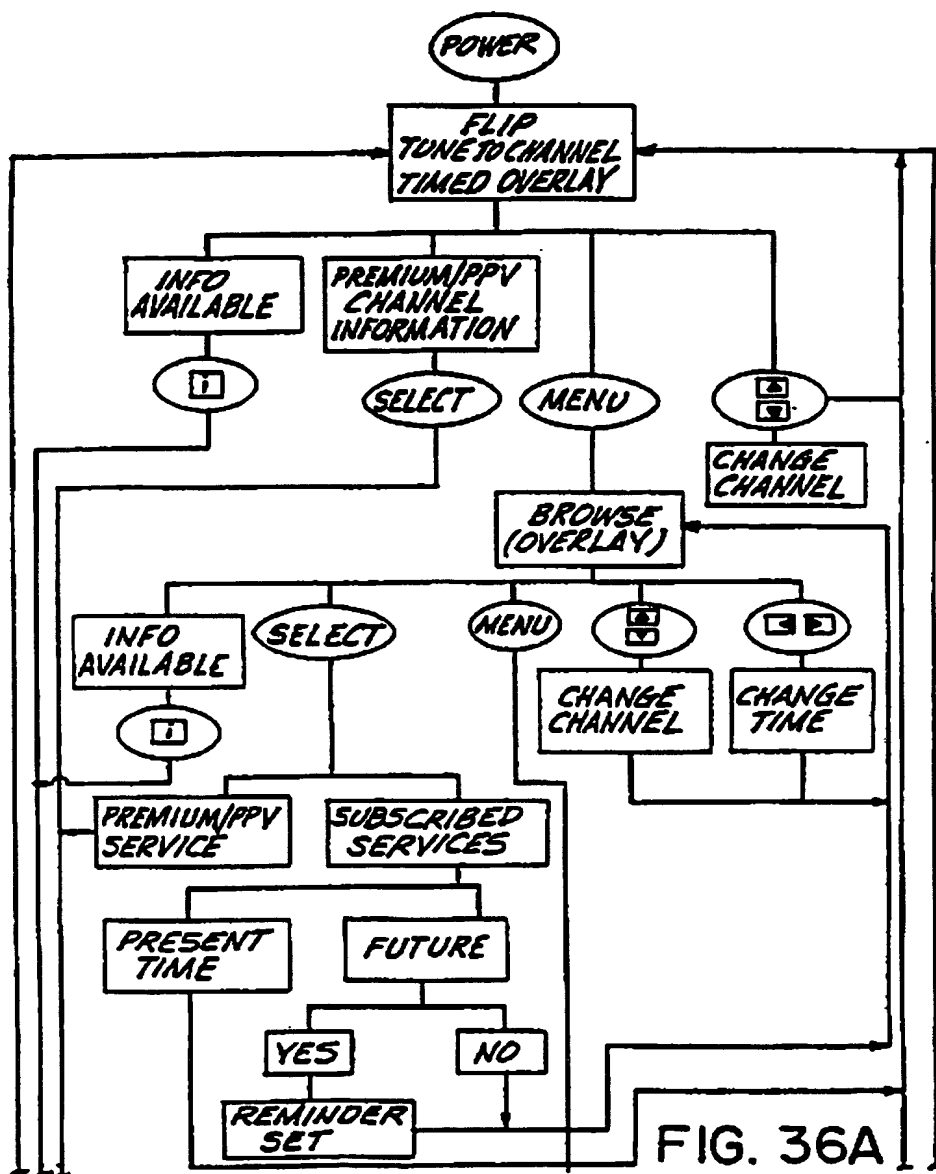 POWER
FLIP
TUNE TO CHANNEL
TIMED OVERLAY
INFO
AVAILABLE
PREMIUM/PPV
CHANNEL
INFORMATION
i
SELECT
MENU
CHANGE
CHANNEL
BROWSE
(OVERLAY)
INFO
AVAILABLE
SELECT
MENU
i
CHANGE
CHANNEL
CHANGE
TIME
PREMIUM/PPV
SERVICE
SUBSCRIBED
SERVICES
PRESENT
TIME
FUTURE
YES
NO
REMINDER
SET
FIG. 36A